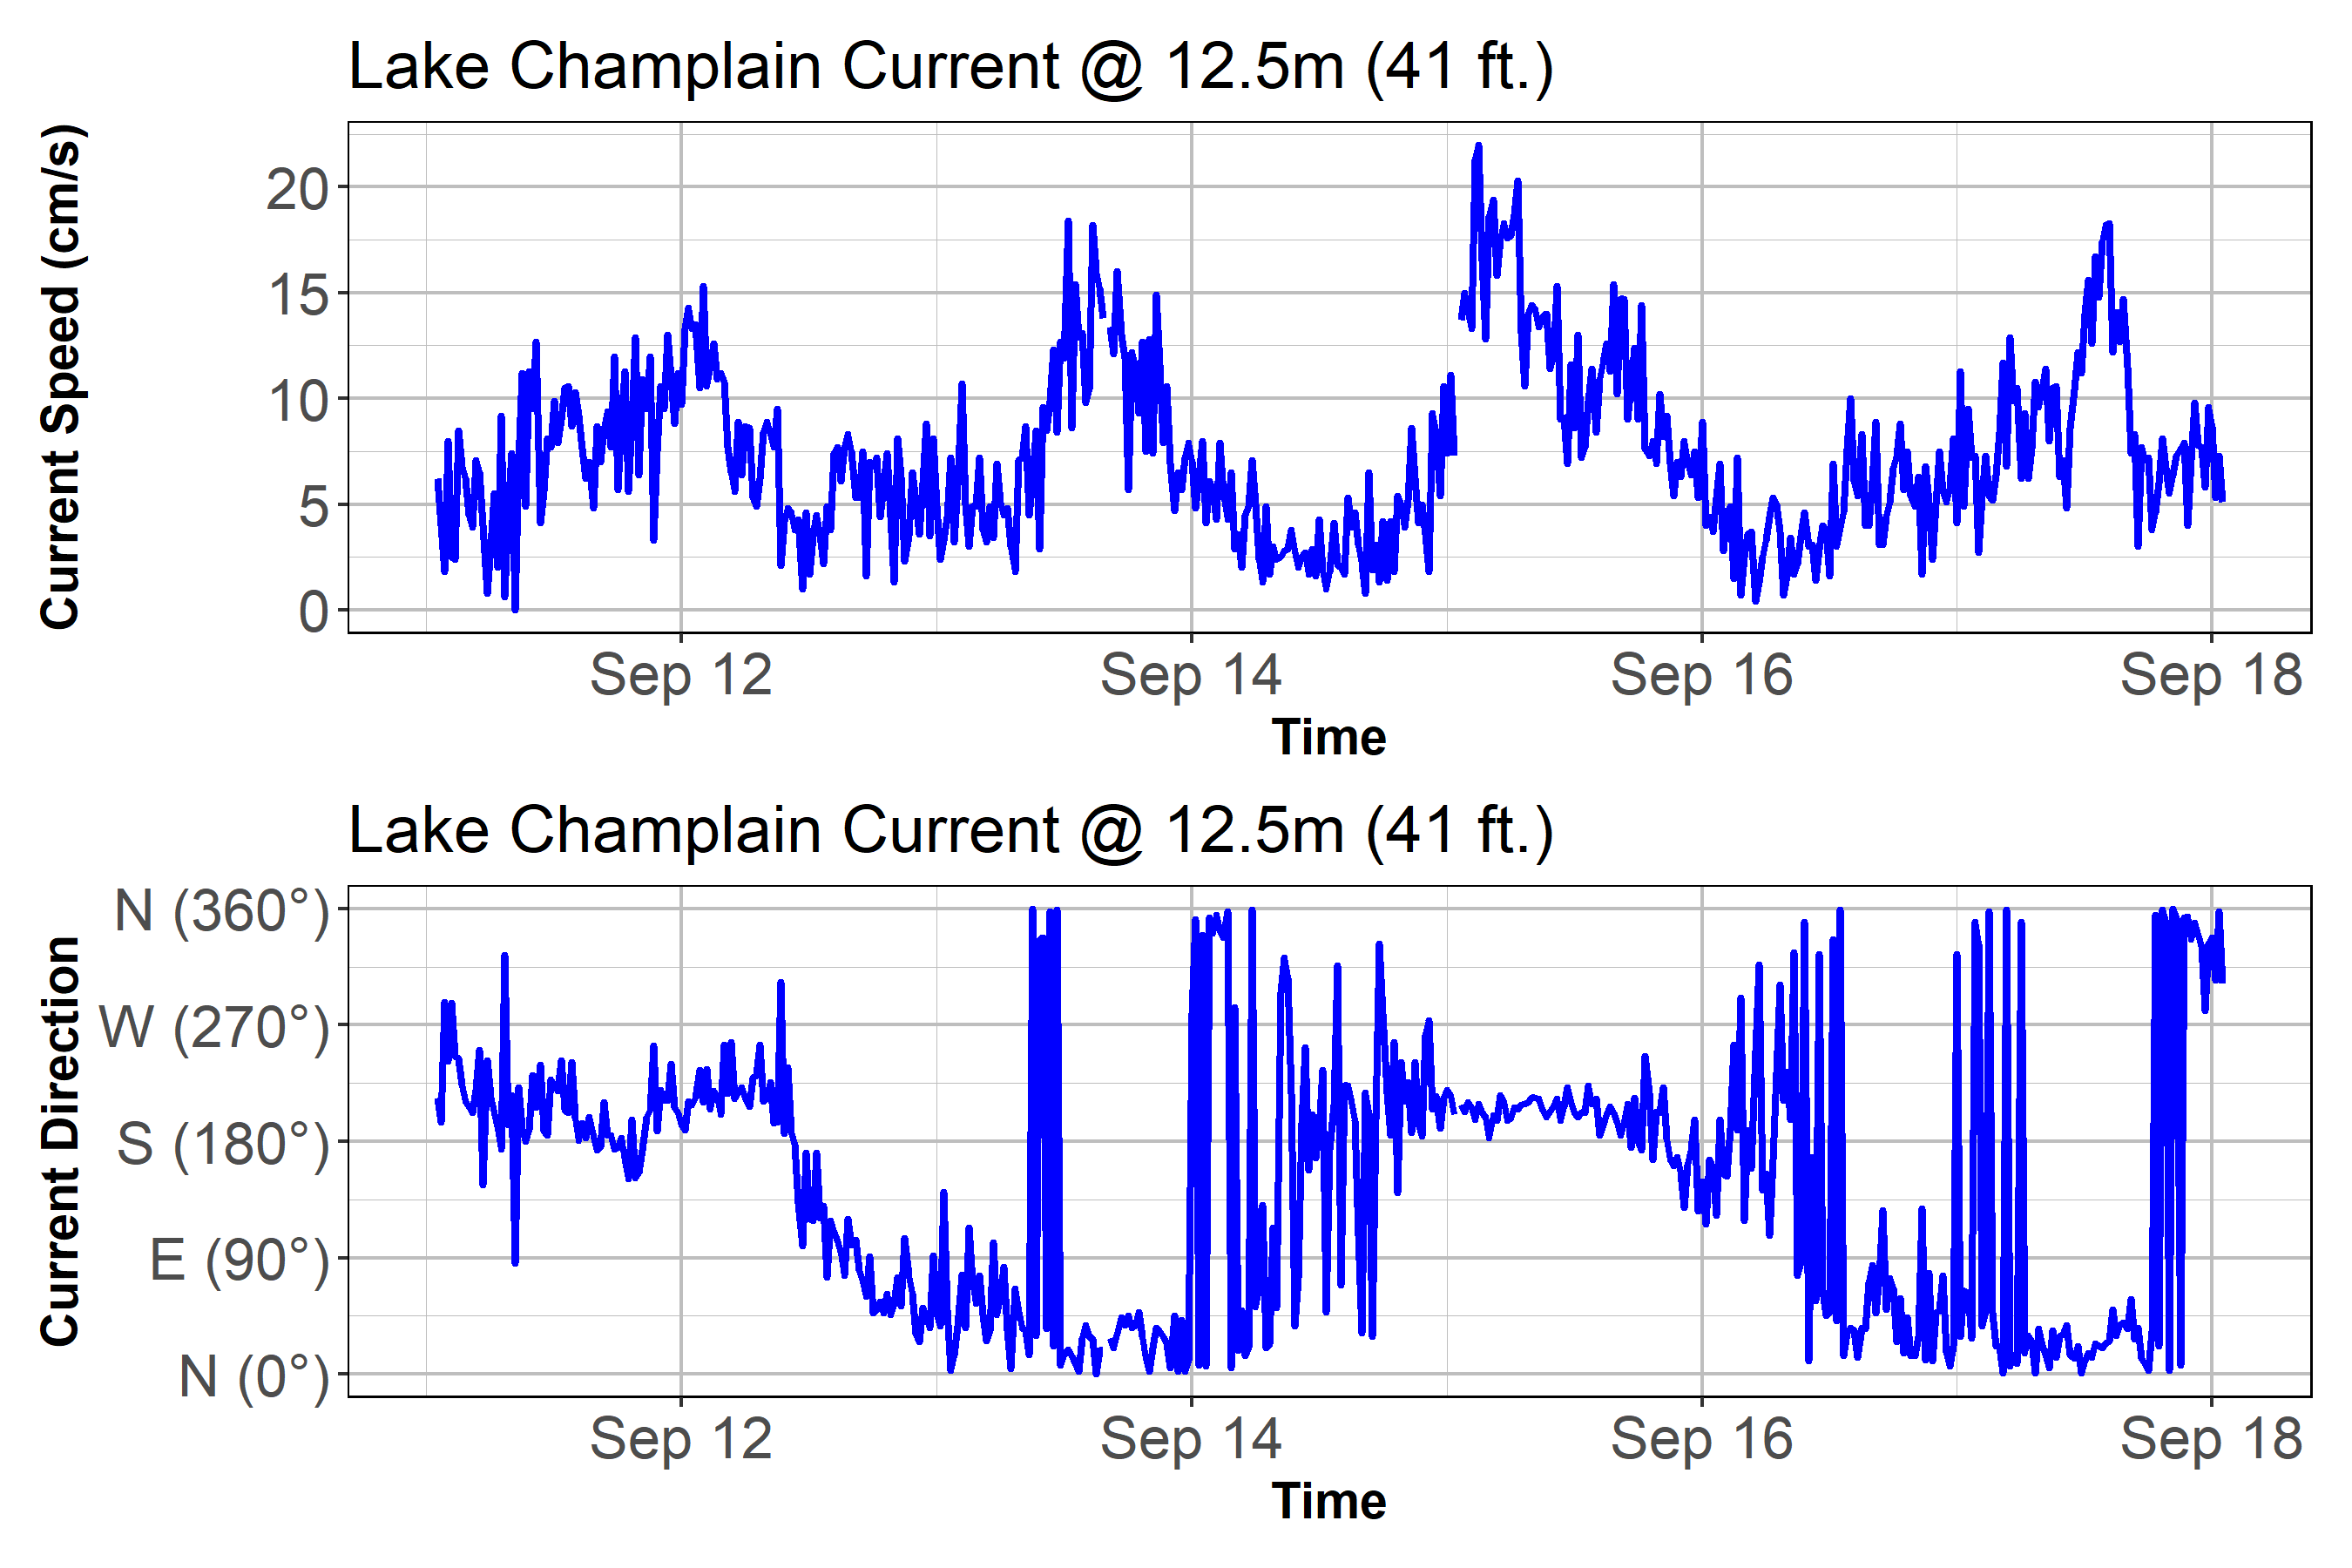 Lake Champlain Current @ 12.5m (41 ft.)
Current Speed (cm/s)
20
15
10
5
0
Sep 12 Sep 14 Sep 16 Sep 18
Time
Lake Champlain Current @ 12.5m (41 ft.)
Current Direction
N (360°)
W (270°)
S (180°)
E (90°)
N (0°)
Sep 12 Sep 14 Sep 16 Sep 18
Time